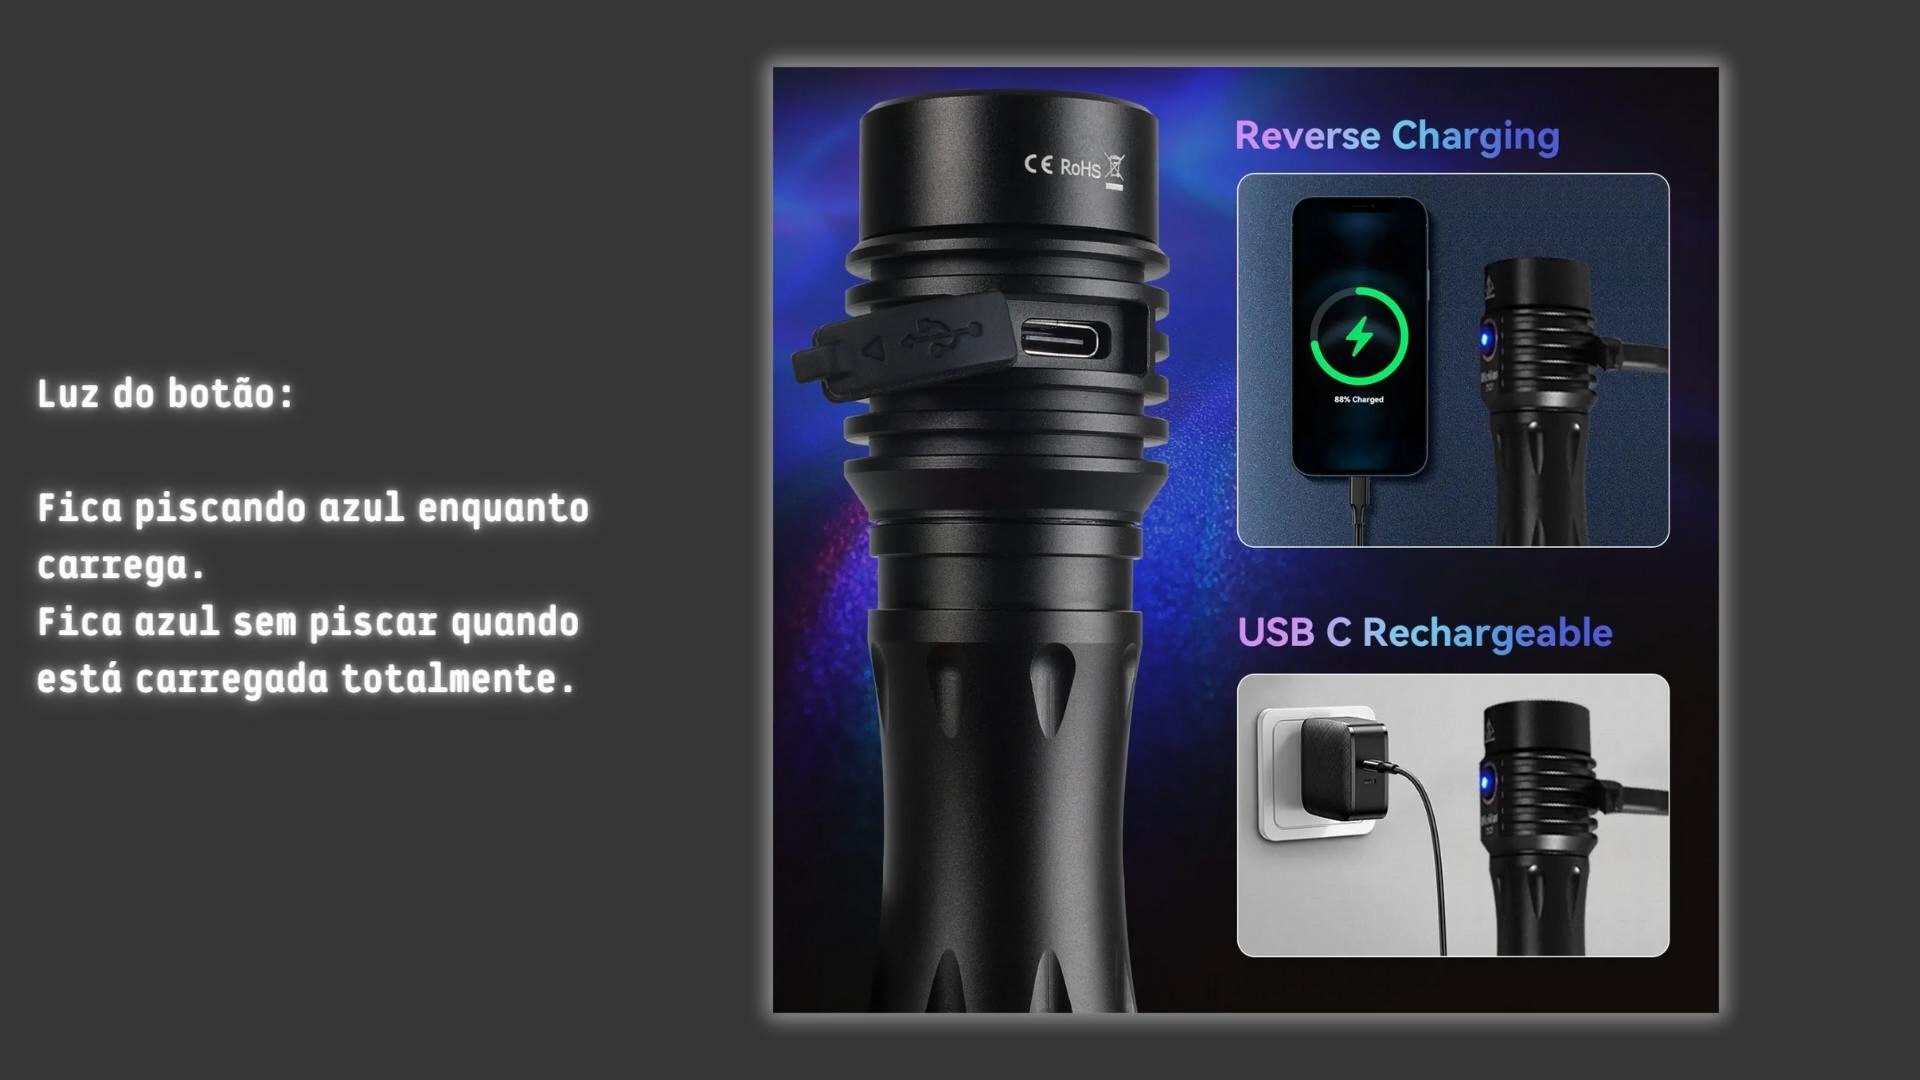 Luz do botão:
Fica piscando azul enquanto
carrega.
Fica azul sem piscar quando
está carregada totalmente.
CE RoHS
Reverse Charging
88% Charged
USB C Rechargeable